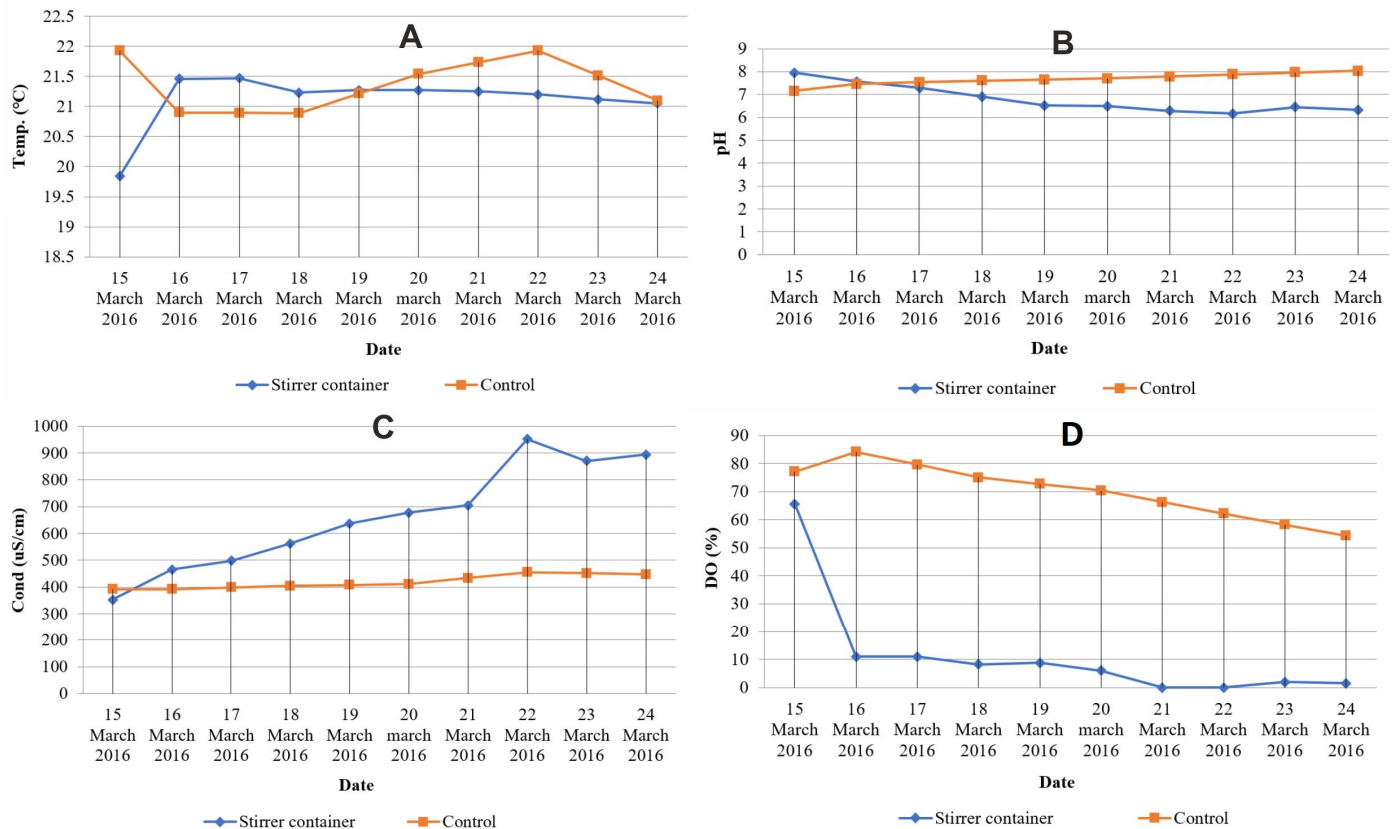 A
Temp. (°C)
22.5
22
21.5
21
20.5
20
19.5
19
18.5
15 16 17 18 19 20 21 22 23 24
March March March March March march March March March March
2016 2016 2016 2016 2016 2016 2016 2016 2016 2016
Date
Stirrer container Control
B
pH
9
8
7
6
5
4
3
2
1
0
15 16 17 18 19 20 21 22 23 24
March March March March March march March March March March
2016 2016 2016 2016 2016 2016 2016 2016 2016 2016
Date
Stirrer container Control
C
Cond (uS/cm)
1000
900
800
700
600
500
400
300
200
100
0
15 16 17 18 19 20 21 22 23 24
March March March March March march March March March March
2016 2016 2016 2016 2016 2016 2016 2016 2016 2016
Date
Stirrer container Control
D
DO (%)
90
80
70
60
50
40
30
20
10
0
15 16 17 18 19 20 21 22 23 24
March March March March March march March March March March
2016 2016 2016 2016 2016 2016 2016 2016 2016 2016
Date
Stirrer container Control